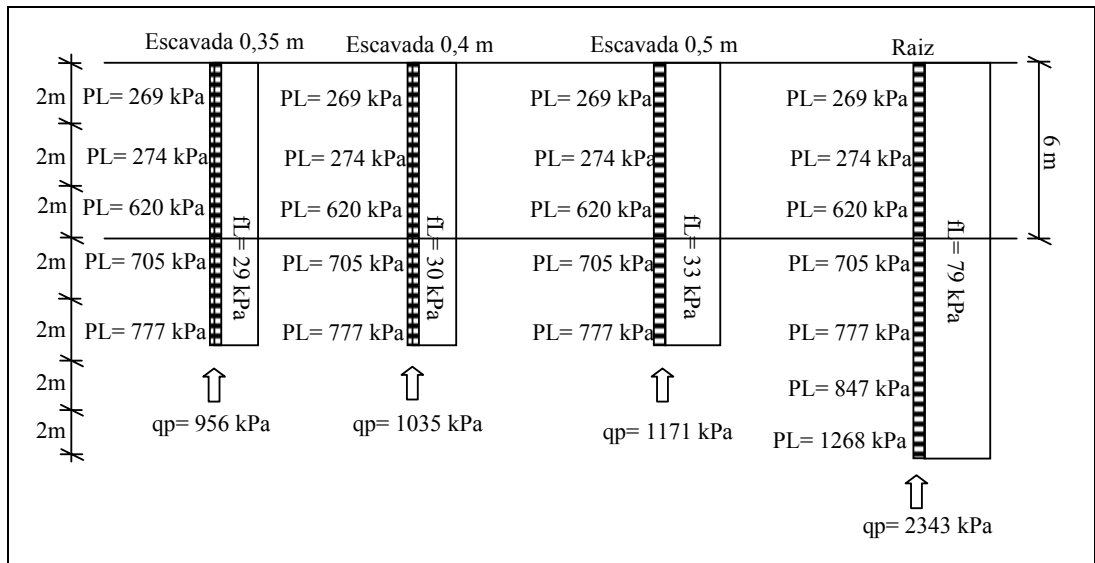 Escavada 0,35 m Escavada 0,4 m Escavada 0,5 m Raiz
2m PL= 269 kPa PL= 269 kPa PL= 269 kPa PL= 269 kPa
2m PL= 274 kPa PL= 274 kPa PL= 274 kPa PL= 274 kPa
6 m
2m PL= 620 kPa PL= 620 kPa PL= 620 kPa PL= 620 kPa
fL= 29 kPa fL= 30 kPa fL= 33 kPa fL= 79 kPa
2m PL= 705 kPa PL= 705 kPa PL= 705 kPa PL= 705 kPa
2m PL= 777 kPa PL= 777 kPa PL= 777 kPa PL= 777 kPa
2m PL= 847 kPa
qp= 956 kPa qp= 1035 kPa qp= 1171 kPa
2m PL= 1268 kPa
qp= 2343 kPa